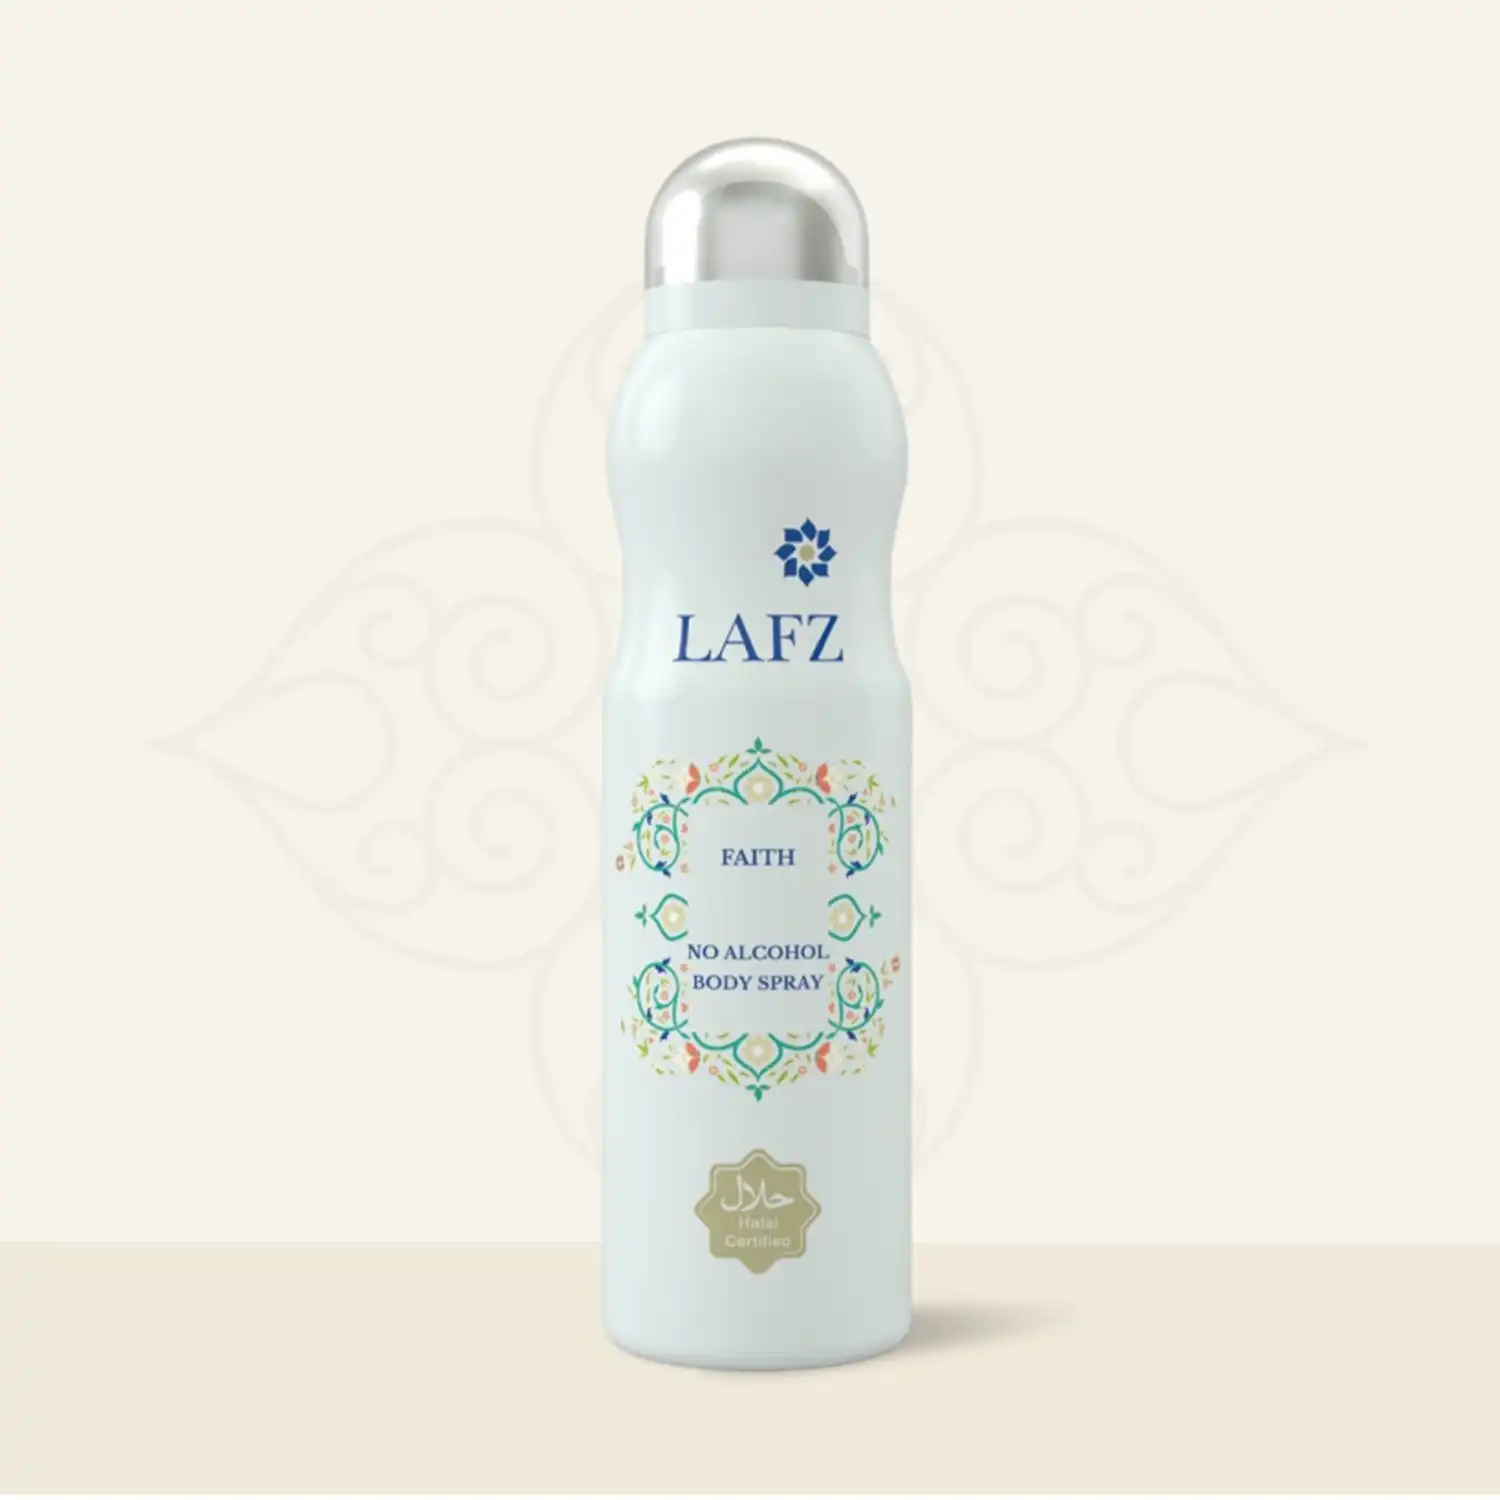 LAFZ
FAITH
NO ALCOHOL
BODY SPRAY
حلال
Halal
Certified